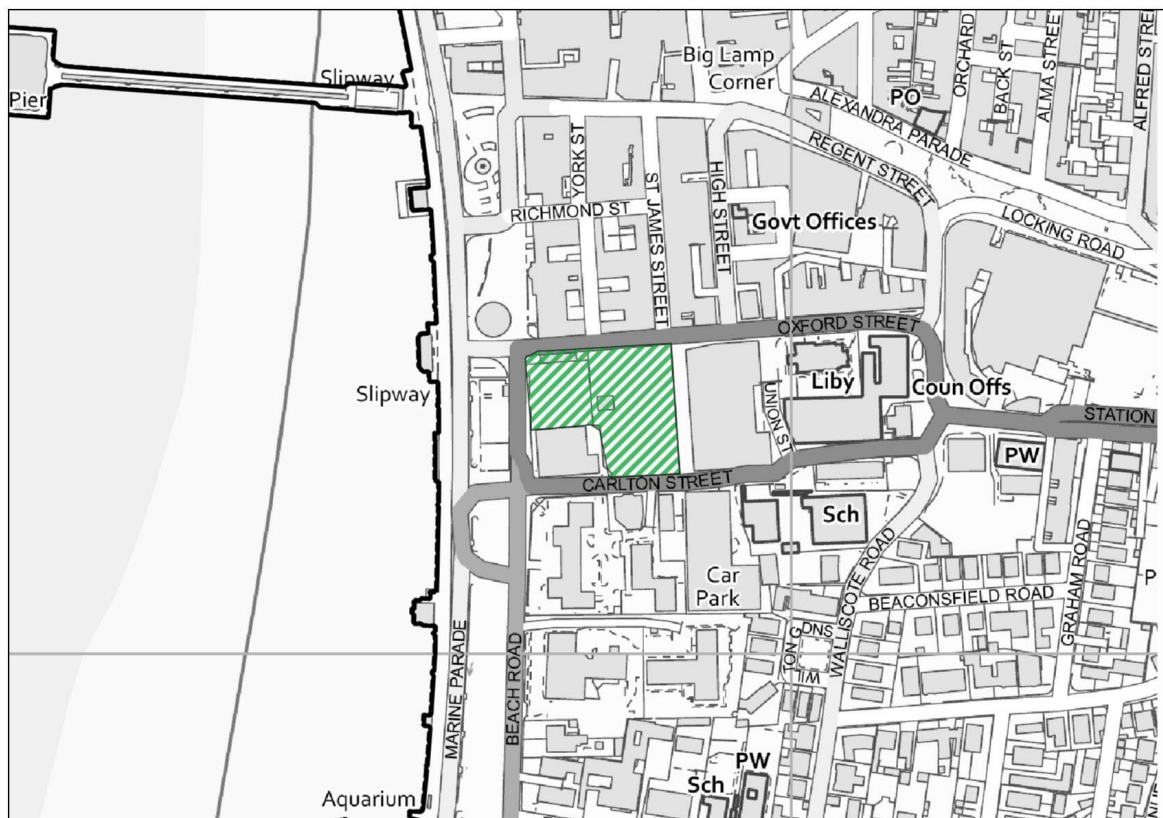 Slipway
Pier
Big Lamp
Corner
PO
ORCHARD
BACK ST
ALMA STREET
ALFRED STRE
ALEXANDRA PARADE
REGENT STREET
LOCKING ROAD
YORK ST
ST JAMES STREET
HIGH STREET
RICHMOND ST
Govt Offices
OXFORD STREET
Liby
Coun Offs
UNION ST
STATION
Slipway
PW
CARLTON STREET
Sch
Car
Park
WALLISCOTE ROAD
BEACONSFIELD ROAD
GRAHAM ROAD
P
MARINE PARADE
BEACH ROAD
WILTON G
DNS
PW
Sch
Aquarium